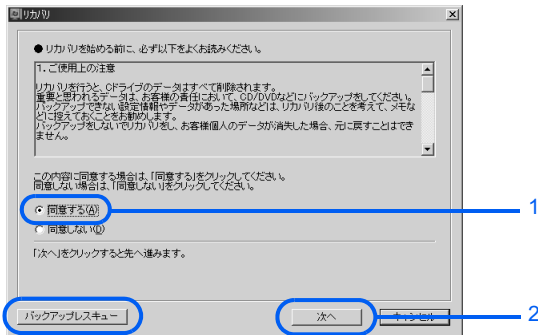 リカバリ
● リカバリを始める前に、必ず以下をよくお読みください。
1. ご使用上の注意
リカバリを行うと、Cドライブのデータはすべて削除されます。
重要と思われるデータは、お客様の責任において、CD/DVDなどにバックアップをしてください。
バックアップできない設定情報やデータがあった場所などは、リカバリ後のことを考えて、メモな
どに控えておくことをお勧めします。
バックアップをしないでリカバリをし、お客様個人のデータが消失した場合、元に戻すことはでき
ません。
この内容に同意する場合は、「同意する」をクリックしてください。
同意しない場合は、「同意しない」をクリックしてください。
同意する(A)
1
同意しない(D)
「次へ」をクリックすると先へ進みます。
バックアップレスキュー
次へ
キャンセル
2